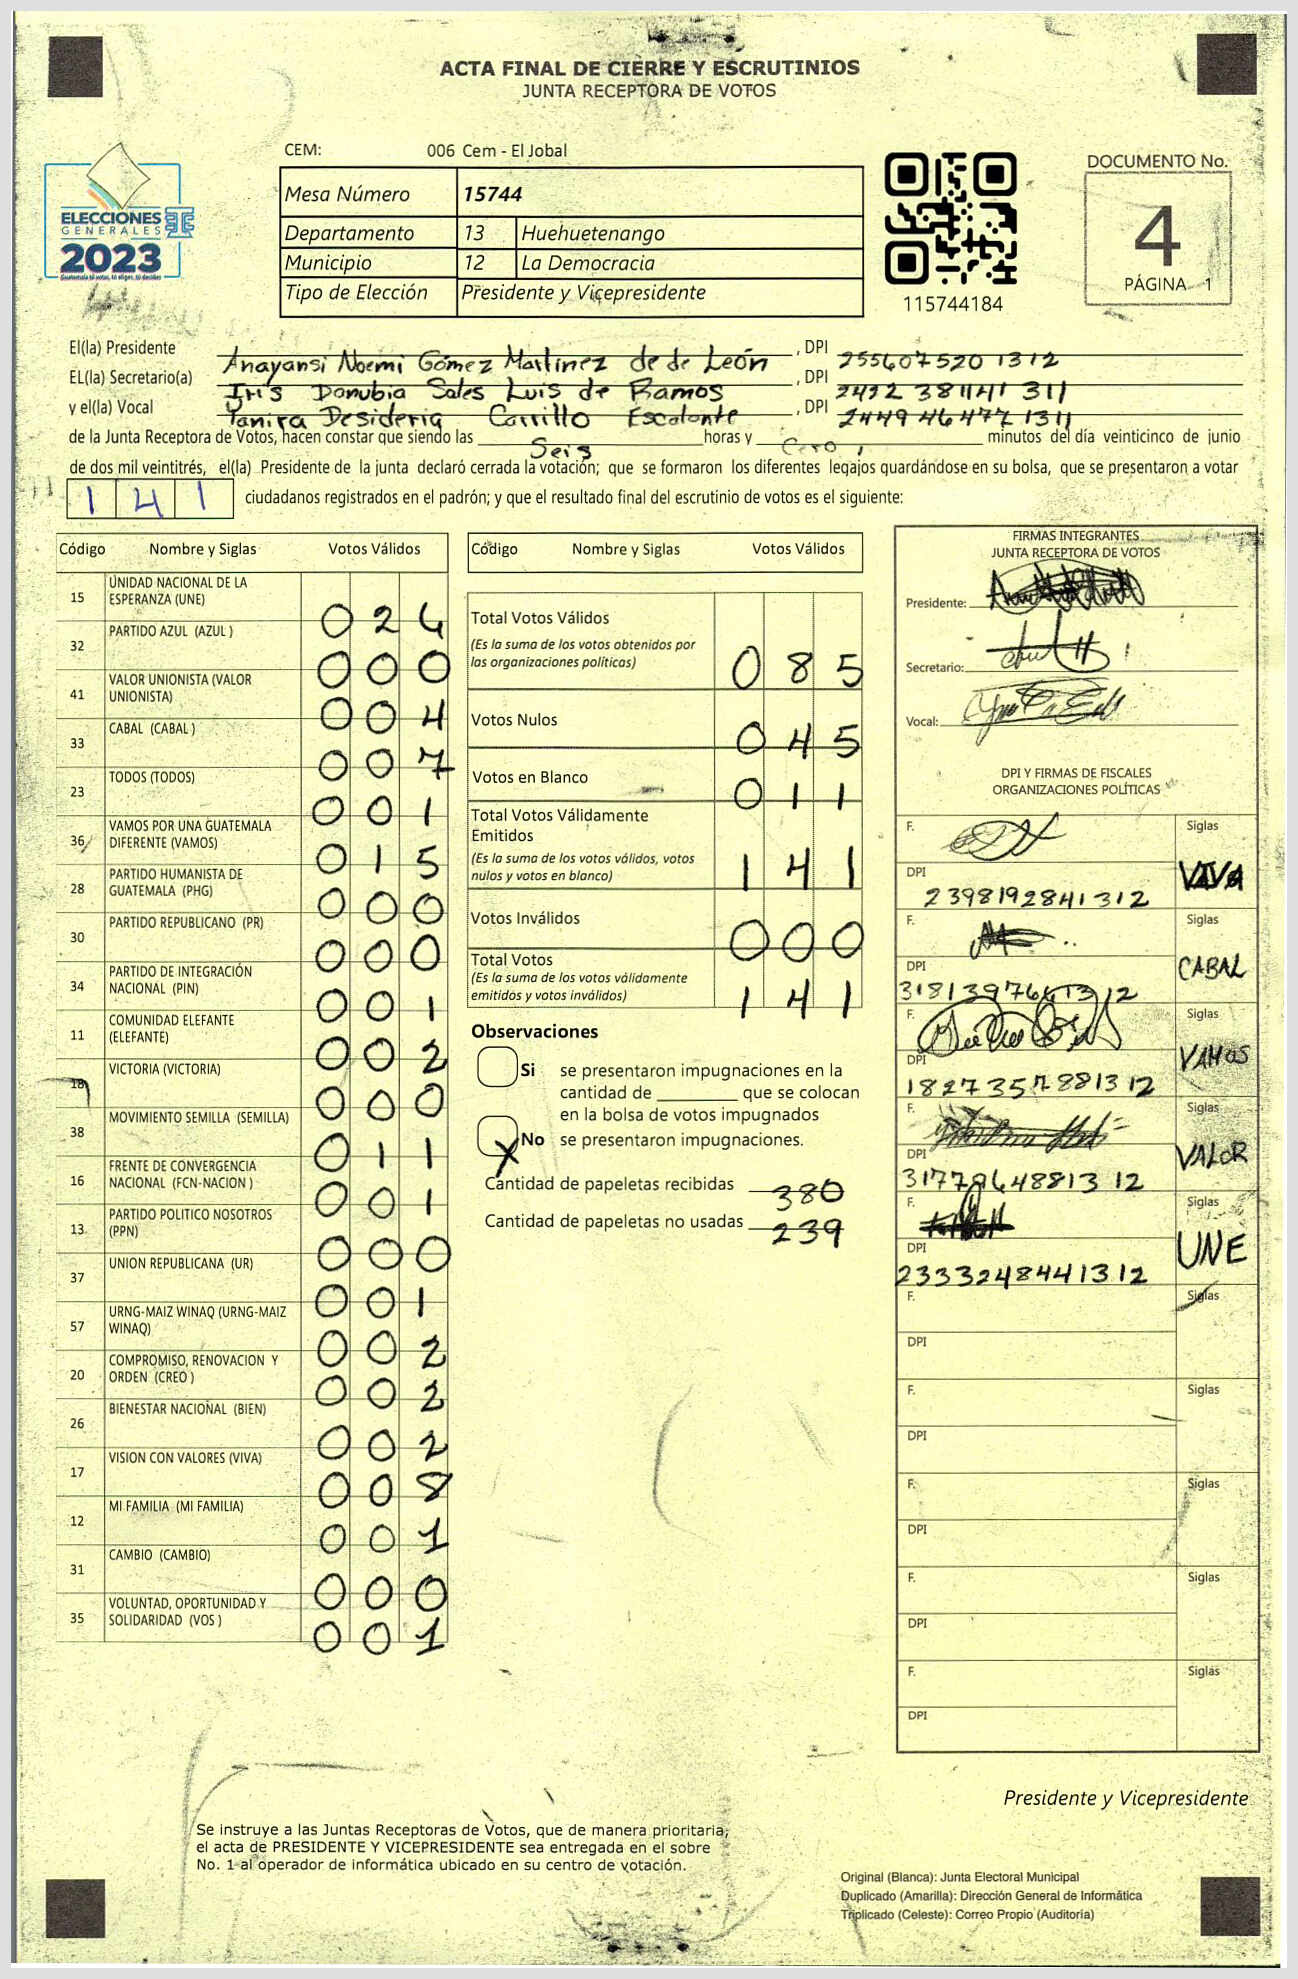 ACTA FINAL DE CIERRE Y ESCRUTINIOS
JUNTA RECEPTORA DE VOTOS
CEM: 006 Cem - El Jobal
DOCUMENTO No.
4
PÁGINA 1
ELECCIONES
GENERALES
2023
Mesa Número 15744
Departamento 13 Huehuetenango
Municipio 12 La Democracia
Tipo de Elección Presidente y Vicepresidente
115744184
El(la) Presidente Anayansi Noemi Gómez Martinez de de León, DPI 255607520 1312
EL(la) Secretario(a) Iris Danubia Sales Luis de Ramos, DPI 2422 381141 311
y el(la) Vocal Yanira Desideria Carrillo Escalante, DPI 2449 46477 1311
de la Junta Receptora de Votos, hacen constar que siendo las Seis horas y Cero minutos del día veinticinco de junio
de dos mil veintitrés, el(la) Presidente de la junta declaró cerrada la votación; que se formaron los diferentes legajos guardándose en su bolsa, que se presentaron a votar
141 ciudadanos registrados en el padrón; y que el resultado final del escrutinio de votos es el siguiente:
Código Nombre y Siglas Votos Válidos
15 UNIDAD NACIONAL DE LA ESPERANZA (UNE) 026
32 PARTIDO AZUL (AZUL ) 000
41 VALOR UNIONISTA (VALOR UNIONISTA) 004
33 CABAL (CABAL ) 007
23 TODOS (TODOS) 001
36 VAMOS POR UNA GUATEMALA DIFERENTE (VAMOS) 015
28 PARTIDO HUMANISTA DE GUATEMALA (PHG) 000
30 PARTIDO REPUBLICANO (PR) 000
34 PARTIDO DE INTEGRACIÓN NACIONAL (PIN) 001
11 COMUNIDAD ELEFANTE (ELEFANTE) 002
18 VICTORIA (VICTORIA) 000
38 MOVIMIENTO SEMILLA (SEMILLA) 011
16 FRENTE DE CONVERGENCIA NACIONAL (FCN-NACION ) 001
13 PARTIDO POLITICO NOSOTROS (PPN) 000
37 UNION REPUBLICANA (UR) 001
57 URNG-MAIZ WINAQ (URNG-MAIZ WINAQ) 002
20 COMPROMISO, RENOVACION Y ORDEN (CREO ) 002
26 BIENESTAR NACIONAL (BIEN) 002
17 VISION CON VALORES (VIVA) 008
12 MI FAMILIA (MI FAMILIA) 001
31 CAMBIO (CAMBIO) 000
35 VOLUNTAD, OPORTUNIDAD Y SOLIDARIDAD (VOS ) 001
Código Nombre y Siglas Votos Válidos
Total Votos Válidos 085
(Es la suma de los votos obtenidos por
las organizaciones políticas)
Votos Nulos 045
Votos en Blanco 011
Total Votos Válidamente
Emitidos 141
(Es la suma de los votos válidos, votos
nulos y votos en blanco)
Votos Inválidos 000
Total Votos 141
(Es la suma de los votos válidamente
emitidos y votos inválidos)
Observaciones
Si se presentaron impugnaciones en la
cantidad de ________ que se colocan
en la bolsa de votos impugnados
X No se presentaron impugnaciones.
Cantidad de papeletas recibidas 380
Cantidad de papeletas no usadas 239
FIRMAS INTEGRANTES
JUNTA RECEPTORA DE VOTOS
Presidente:
Secretario:
Vocal:
DPI Y FIRMAS DE FISCALES
ORGANIZACIONES POLÍTICAS
F. Siglas VIVA
DPI 2398192841312
F. Siglas CABAL
DPI
F. Siglas VAMOS
DPI 1827357881312
F. Siglas VALOR
DPI
F. Siglas UNE
DPI 2333248441312
F. Siglas
DPI
F. Siglas
DPI
F. Siglas
DPI
F. Siglas
DPI
F. Siglas
DPI
Presidente y Vicepresidente
Se instruye a las Juntas Receptoras de Votos, que de manera prioritaria,
el acta de PRESIDENTE Y VICEPRESIDENTE sea entregada en el sobre
No. 1 al operador de informática ubicado en su centro de votación.
Original (Blanca): Junta Electoral Municipal
Duplicado (Amarilla): Dirección General de Informática
Triplicado (Celeste): Correo Propio (Auditoria)